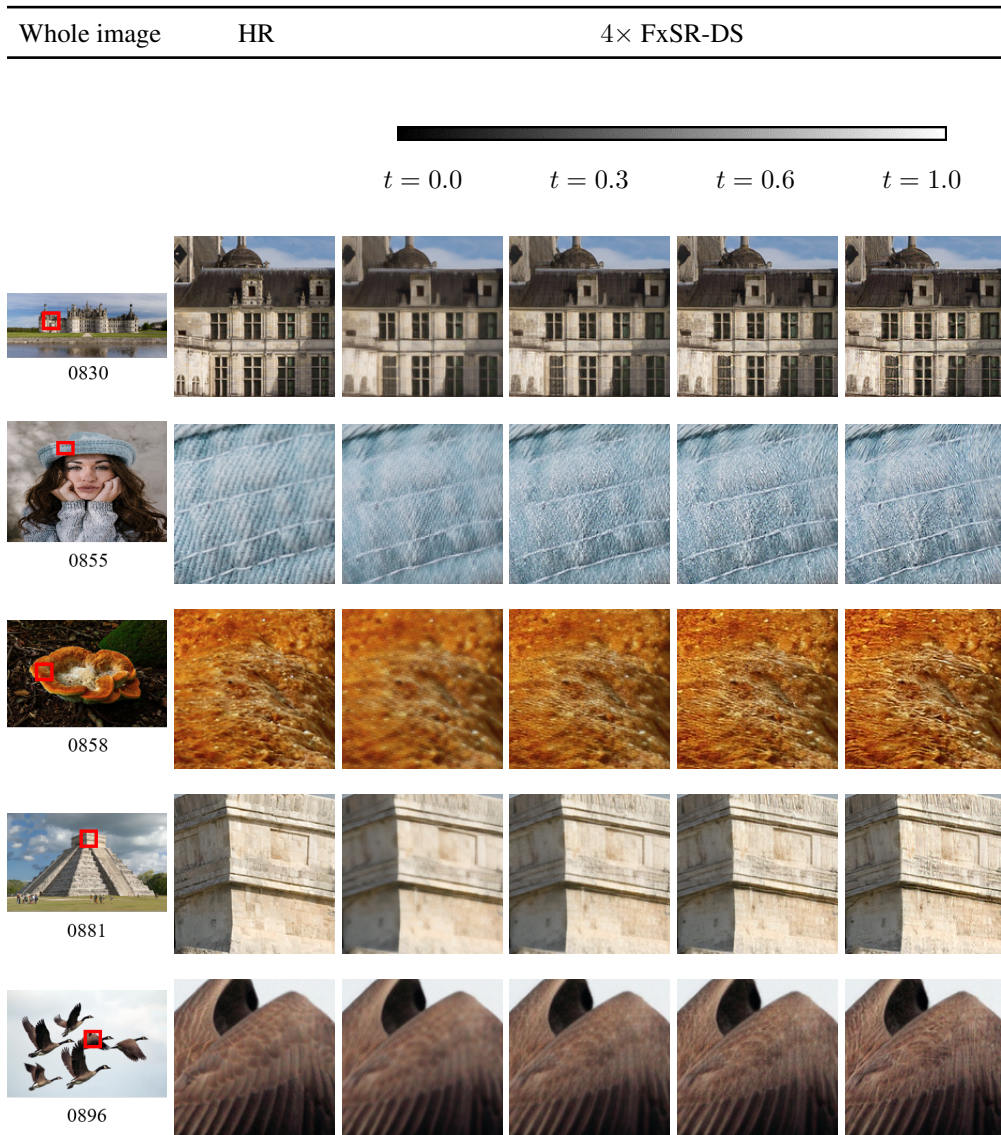 Whole image HR 4× FxSR-DS
t = 0.0 t = 0.3 t = 0.6 t = 1.0
0830
0855
0858
0881
0896